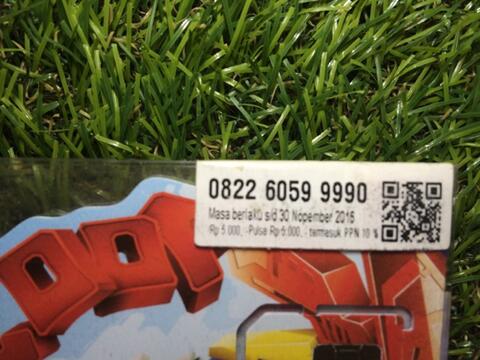 0822 6059 9990
Masa berlaku s/d 30 Nopember 2015
Rp 5.000,-Pulsa Rp 5.000,- termasuk PPN 10 %